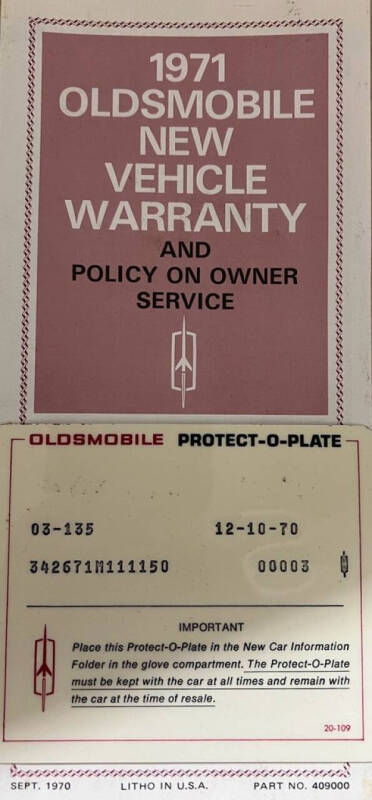 1971
OLDSMOBILE
NEW
VEHICLE
WARRANTY
AND
POLICY ON OWNER
SERVICE
OLDSMOBILE PROTECT-O-PLATE
03-135 12-10-70
342671M111150 00003
IMPORTANT
Place this Protect-O-Plate in the New Car Information
Folder in the glove compartment. The Protect-O-Plate
must be kept with the car at all times and remain with
the car at the time of resale.
20-109
SEPT. 1970 LITHO IN U.S.A. PART NO. 409000